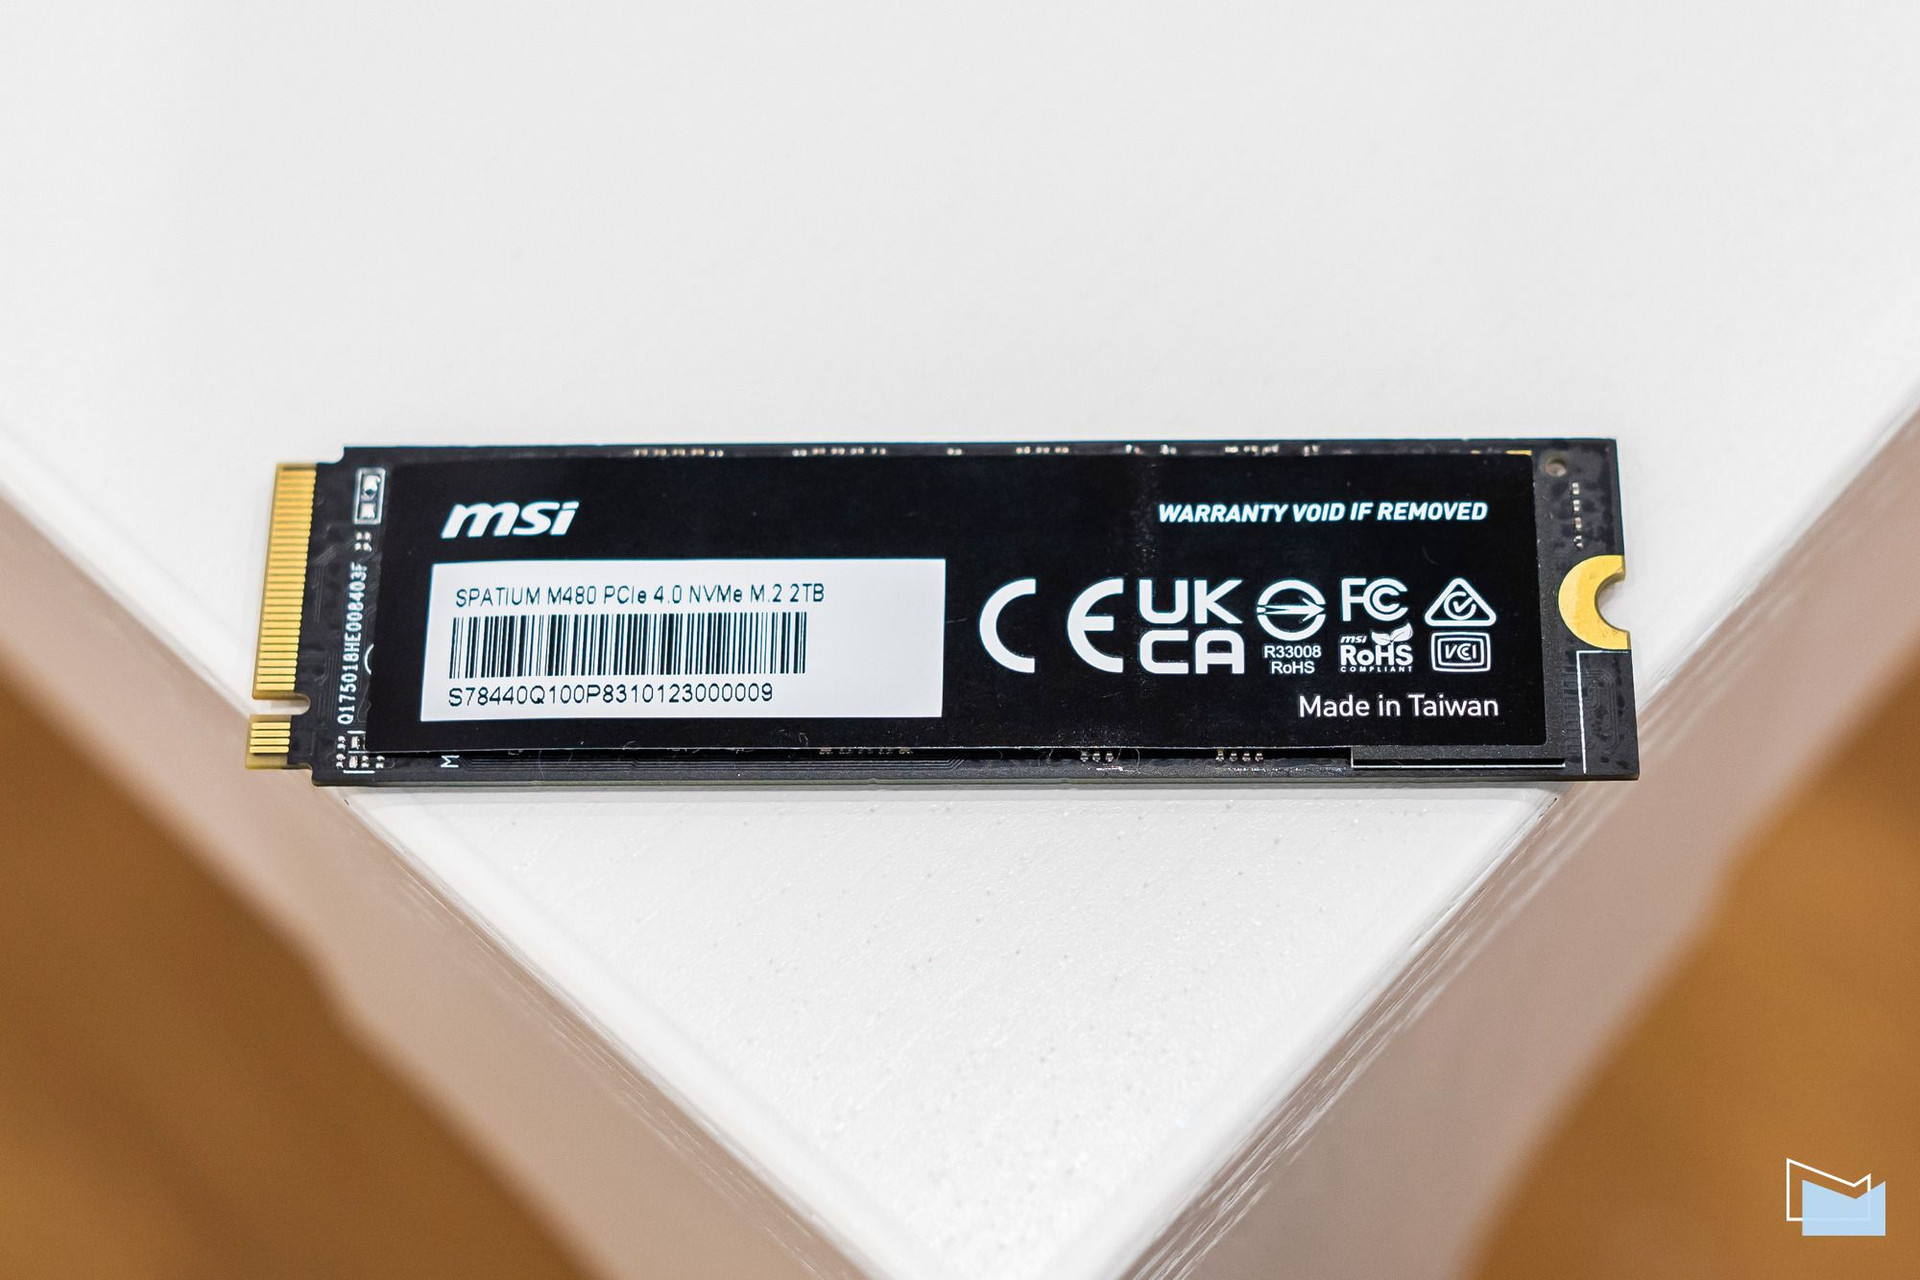 msi
WARRANTY VOID IF REMOVED
SPATIUM M480 PCIe 4.0 NVMe M.2 2TB
S78440Q100P8310123000009
CE
UK
CA
R33008
RoHS
FC
msi
RoHS
COMPLIANT
VCI
Made in Taiwan
Q175018HE008403F
M